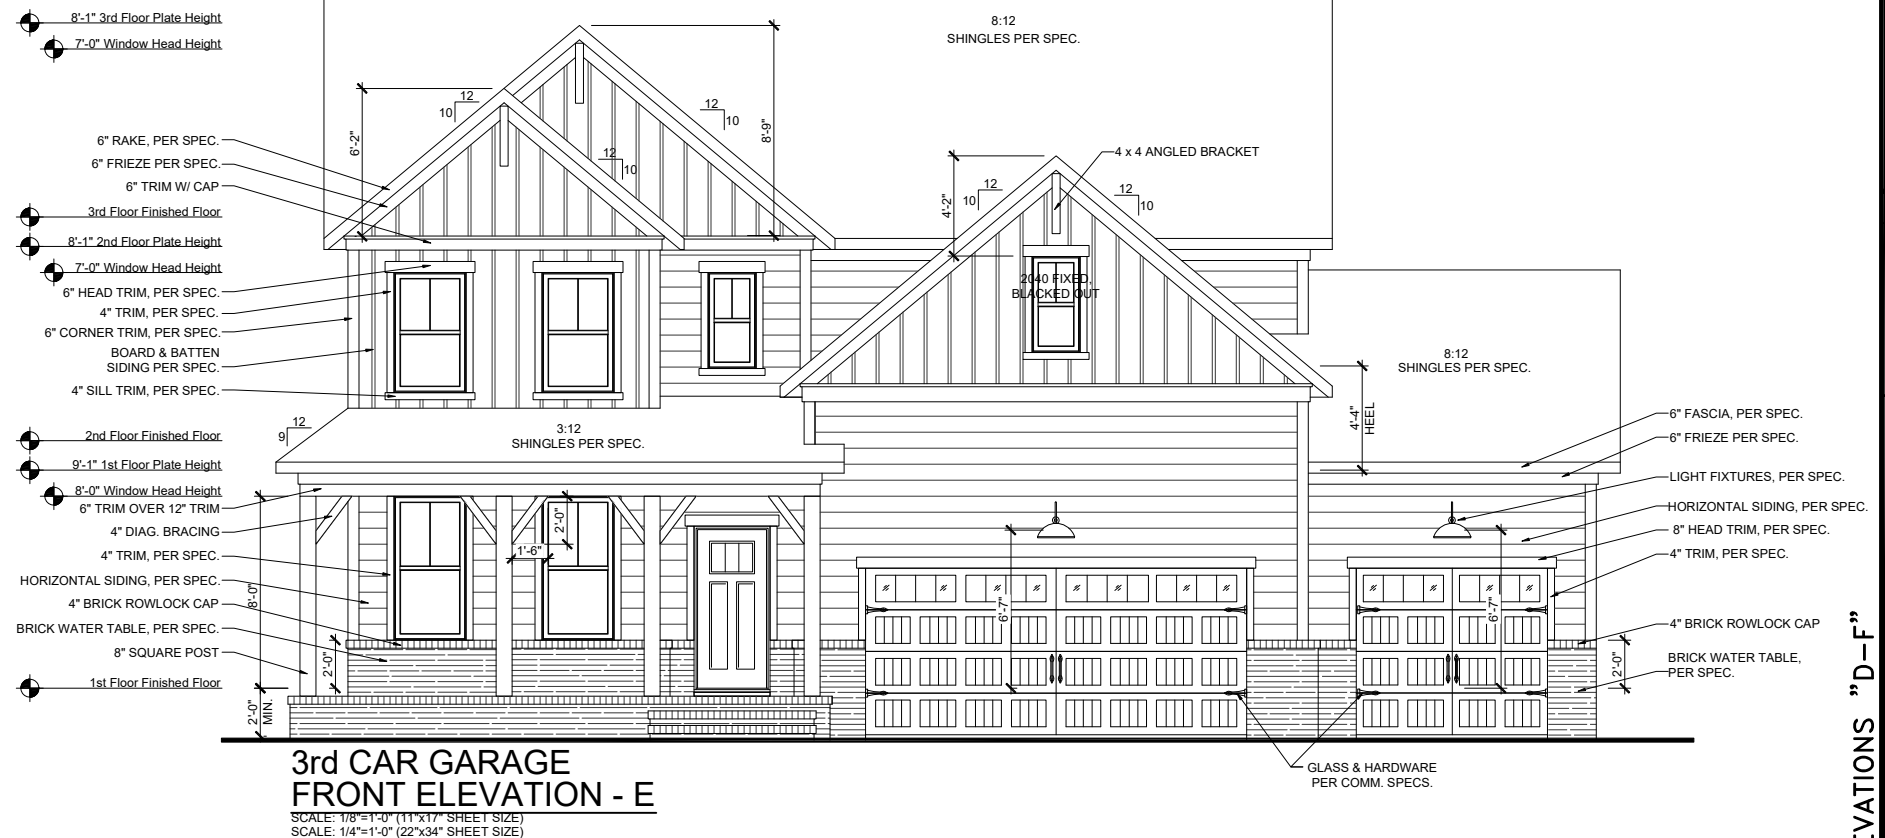 8'-1" 3rd Floor Plate Height
7'-0" Window Head Height
8:12
SHINGLES PER SPEC.
12
10
12
10
12
10
6'-2"
8'-9"
6" RAKE, PER SPEC.
6" FRIEZE PER SPEC.
6" TRIM W/ CAP
3rd Floor Finished Floor
8'-1" 2nd Floor Plate Height
7'-0" Window Head Height
6" HEAD TRIM, PER SPEC.
4" TRIM, PER SPEC.
6" CORNER TRIM, PER SPEC.
BOARD & BATTEN
SIDING PER SPEC.
4" SILL TRIM, PER SPEC.
4 x 4 ANGLED BRACKET
4'-2"
12
10
12
10
2040 FIXED,
BLACKED OUT
8:12
SHINGLES PER SPEC.
4'-4"
HEEL
12
9
3:12
SHINGLES PER SPEC.
2nd Floor Finished Floor
9'-1" 1st Floor Plate Height
8'-0" Window Head Height
6" TRIM OVER 12" TRIM
4" DIAG. BRACING
4" TRIM, PER SPEC.
HORIZONTAL SIDING, PER SPEC.
4" BRICK ROWLOCK CAP
BRICK WATER TABLE, PER SPEC.
8" SQUARE POST
1st Floor Finished Floor
8'-0"
2'-0"
2'-0"
MIN.
2'-0"
1'-6"
6'-7"
6'-7"
6" FASCIA, PER SPEC.
6" FRIEZE PER SPEC.
LIGHT FIXTURES, PER SPEC.
HORIZONTAL SIDING, PER SPEC.
8" HEAD TRIM, PER SPEC.
4" TRIM, PER SPEC.
4" BRICK ROWLOCK CAP
2'-0"
BRICK WATER TABLE,
PER SPEC.
GLASS & HARDWARE
PER COMM. SPECS.
3rd CAR GARAGE
FRONT ELEVATION - E
SCALE: 1/8"=1'-0" (11"x17" SHEET SIZE)
SCALE: 1/4"=1'-0" (22"x34" SHEET SIZE)
EVATIONS "D-F"